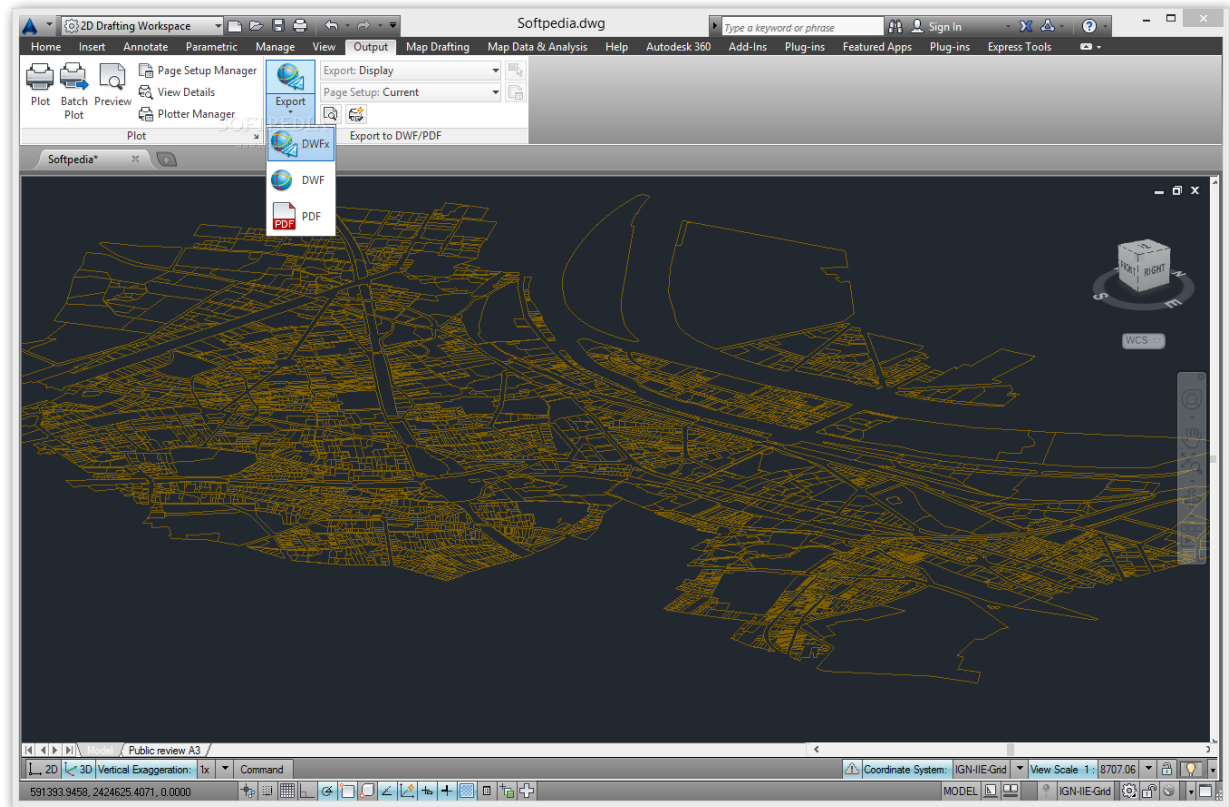 2D Drafting Workspace
Softpedia.dwg
Type a keyword or phrase
Sign In
Home Insert Annotate Parametric Manage View Output Map Drafting Map Data & Analysis Help Autodesk 360 Add-Ins Plug-ins Featured Apps Plug-ins Express Tools
Plot
Batch Plot
Preview
Page Setup Manager
View Details
Plotter Manager
Export
Export: Display
Page Setup: Current
SOFTPEDIA
Plot
Export to DWF/PDF
DWFx
DWF
PDF
PDF
Softpedia*
FRONT
RIGHT
S
E
N
WCS
Model
Public review A3
2D
3D
Vertical Exaggeration: 1x
Command
Coordinate System: IGN-IIE-Grid
View Scale 1 : 8707.06
591393.9458, 2424625.4071, 0.0000
MODEL
IGN-IIE-Grid